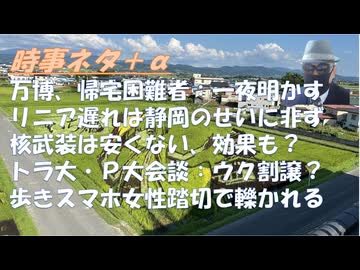 時事ネタ＋α
万博、帰宅困難者・一夜明かす
リニア遅れは静岡のせいに非ず
核武装は安くない、効果も？
トラ大・Ｐ大会談：ウク割譲？
歩きスマホ女性踏切で轢かれる